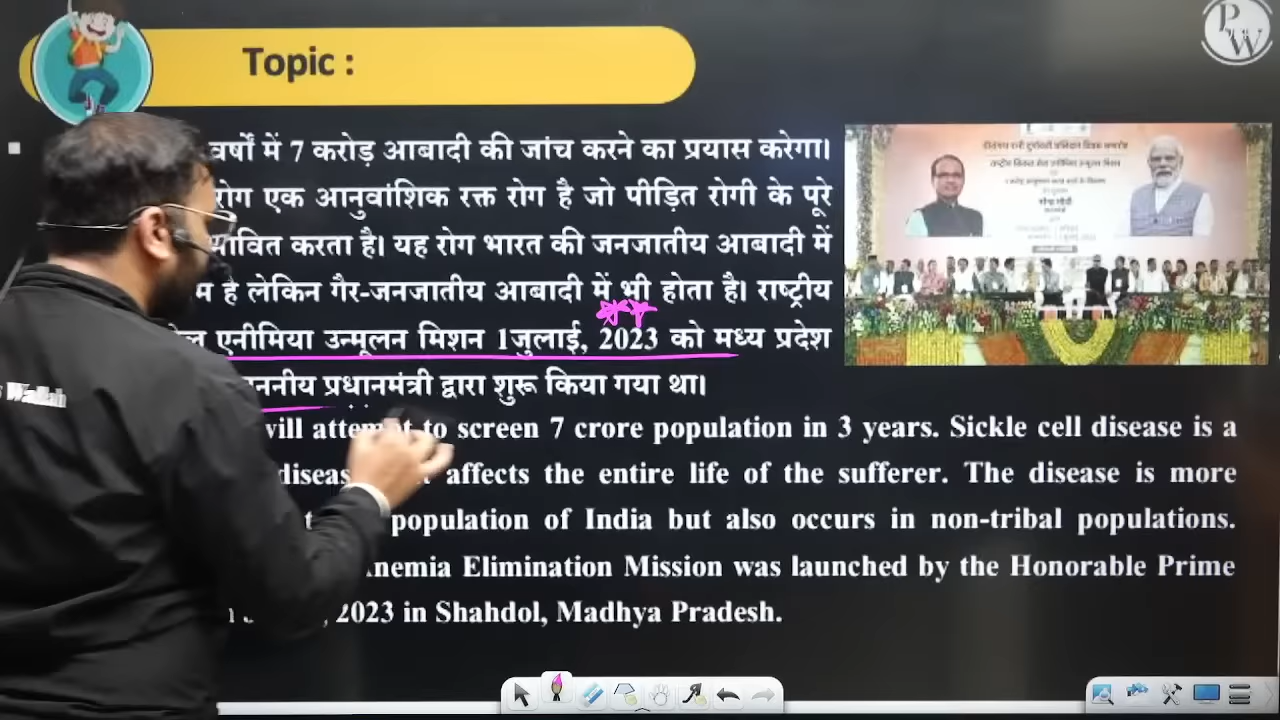 Topic :
PW
वर्षों में 7 करोड़ आबादी की जांच करने का प्रयास करेगा।
रोग एक आनुवांशिक रक्त रोग है जो पीड़ित रोगी के पूरे
भावित करता है। यह रोग भारत की जनजातीय आबादी में
म है लेकिन गैर-जनजातीय आबादी में भी होता है। राष्ट्रीय
ल एनीमिया उन्मूलन मिशन 1जुलाई, 2023 को मध्य प्रदेश
ननीय प्रधानमंत्री द्वारा शुरू किया गया था।
will attempt to screen 7 crore population in 3 years. Sickle cell disease is a
diseas affects the entire life of the sufferer. The disease is more
population of India but also occurs in non-tribal populations.
Anemia Elimination Mission was launched by the Honorable Prime
, 2023 in Shahdol, Madhya Pradesh.
Wallah